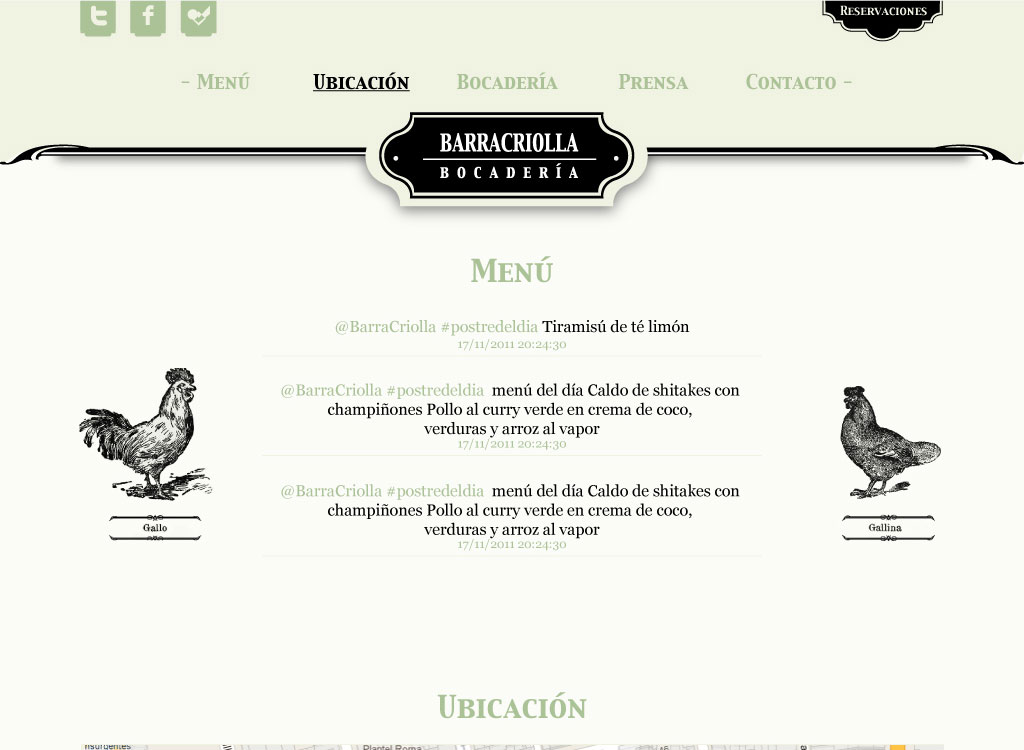 Reservaciones
- Menú Ubicación Bocadería Prensa Contacto -
BARRACRIOLLA
BOCADERÍA
Menú
@BarraCriolla #postredeldia Tiramisú de té limón
17/11/2011 20:24:30
@BarraCriolla #postredeldia menú del día Caldo de shitakes con
champiñones Pollo al curry verde en crema de coco,
verduras y arroz al vapor
17/11/2011 20:24:30
@BarraCriolla #postredeldia menú del día Caldo de shitakes con
champiñones Pollo al curry verde en crema de coco,
verduras y arroz al vapor
17/11/2011 20:24:30
Gallo
Gallina
Ubicación
Plantel Roma